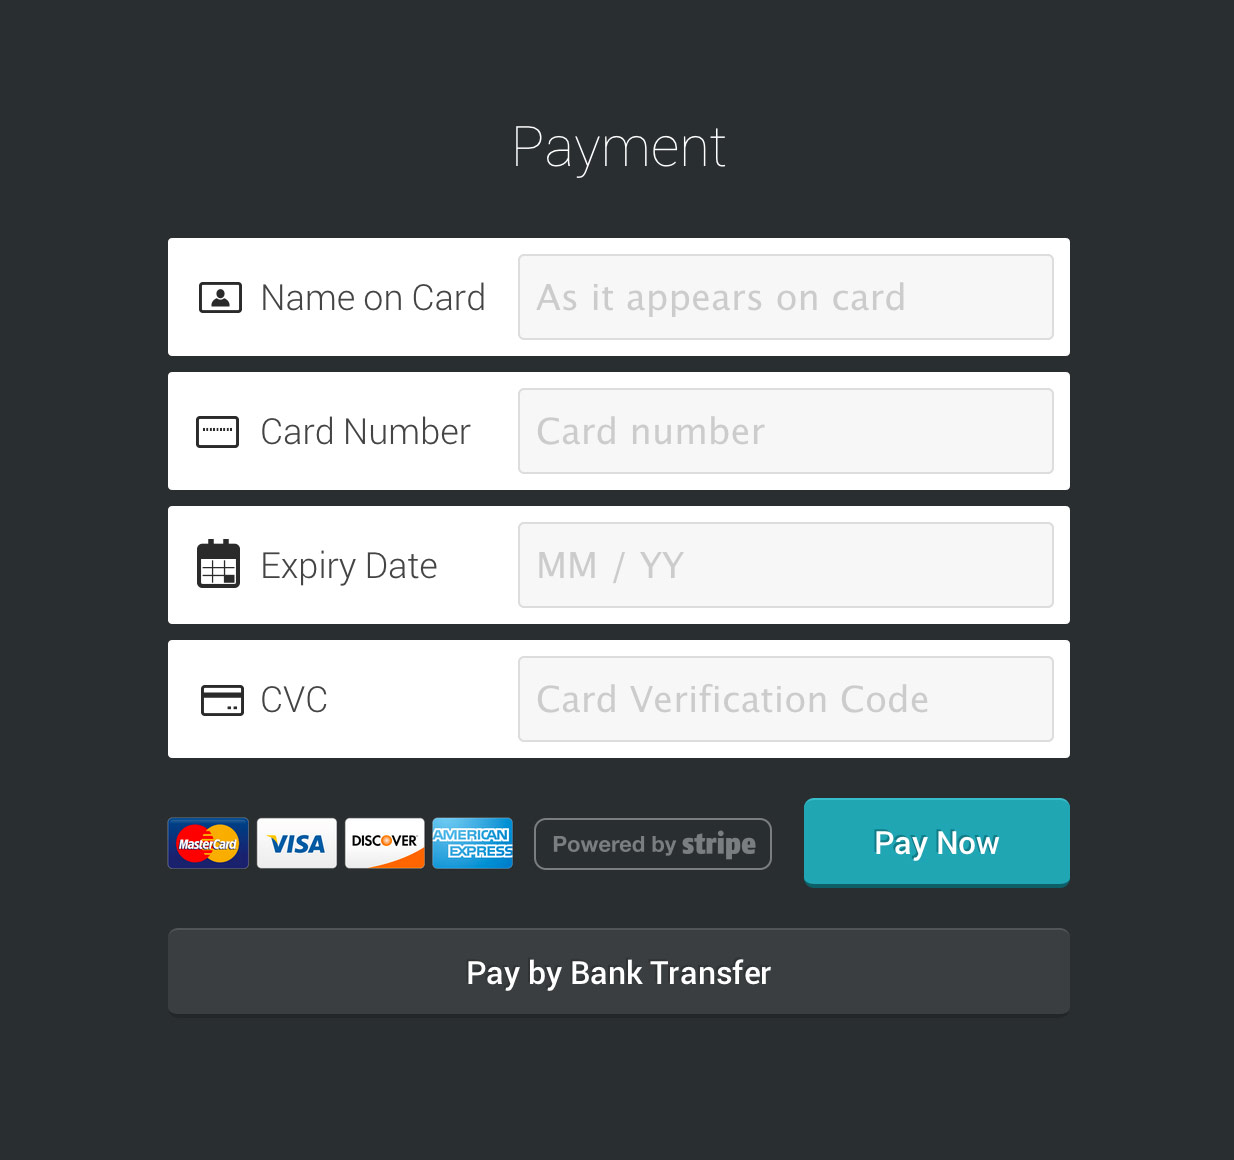 Payment
Name on Card
As it appears on card
Card Number
Card number
Expiry Date
MM / YY
CVC
Card Verification Code
MasterCard
VISA
DISCOVER
AMERICAN
EXPRESS
Powered by stripe
Pay Now
Pay by Bank Transfer